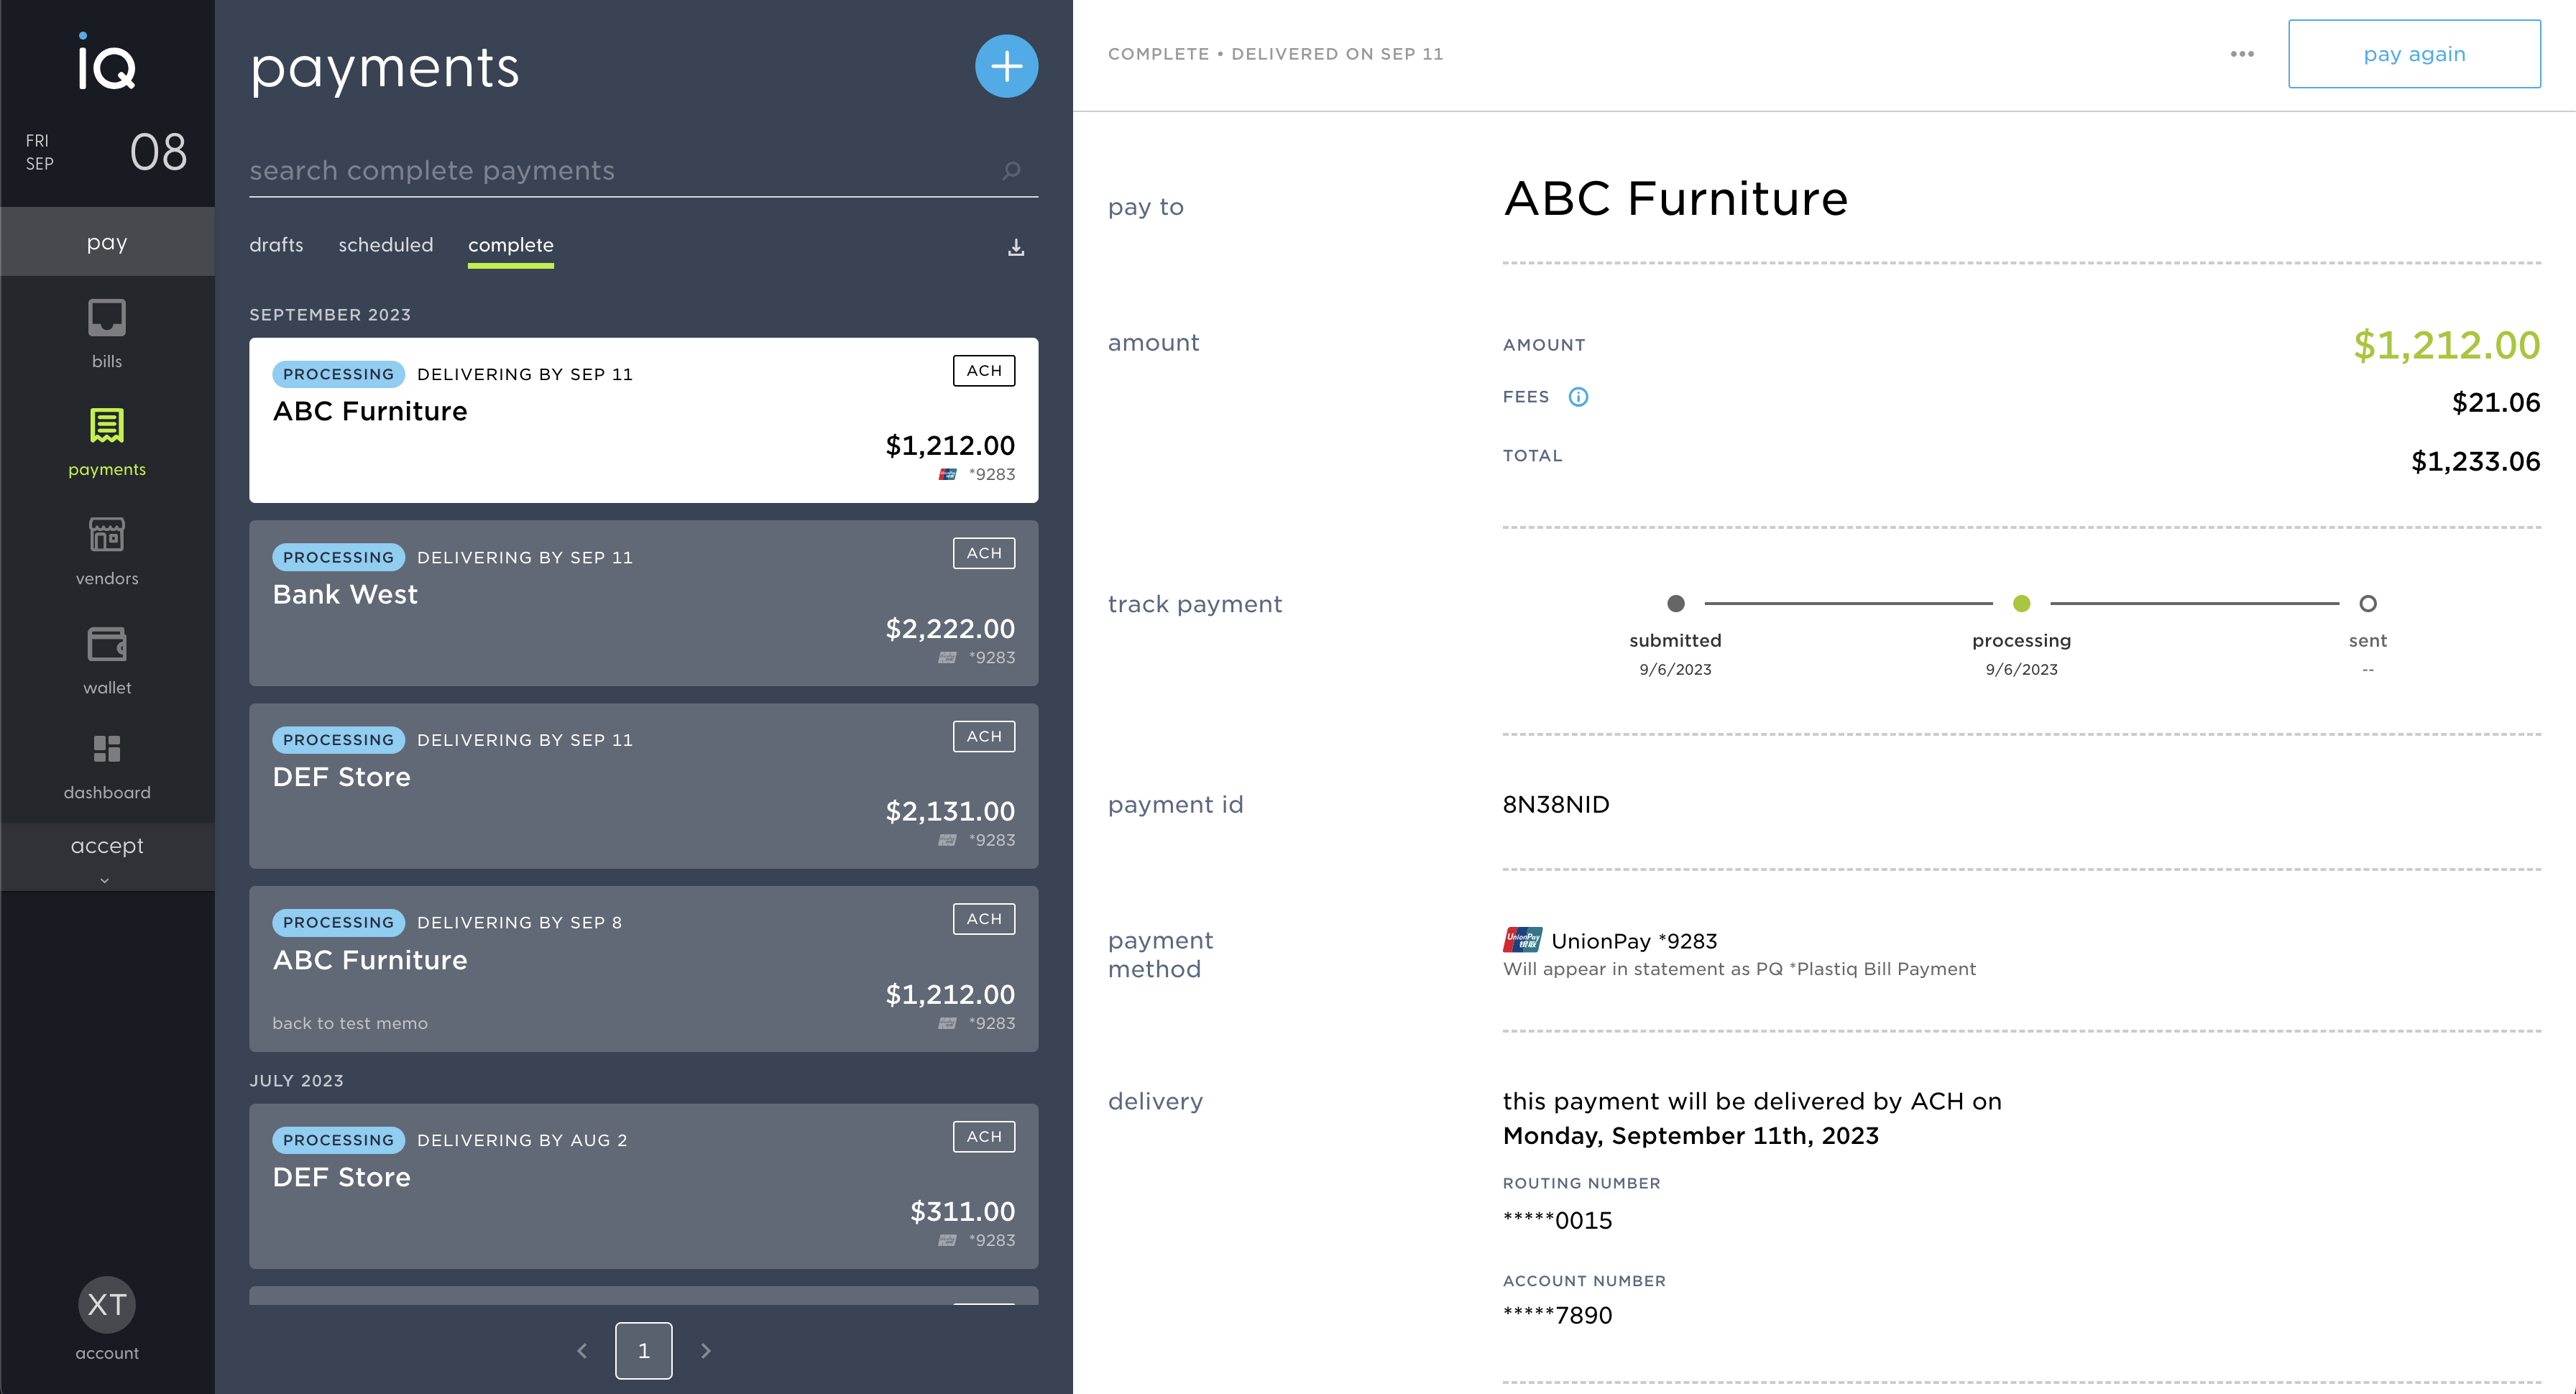 iQ
FRI
SEP
08
pay
bills
payments
vendors
wallet
dashboard
accept
XT
account
payments
search complete payments
drafts scheduled complete
SEPTEMBER 2023
PROCESSING DELIVERING BY SEP 11 ACH
ABC Furniture
$1,212.00
*9283
PROCESSING DELIVERING BY SEP 11 ACH
Bank West
$2,222.00
*9283
PROCESSING DELIVERING BY SEP 11 ACH
DEF Store
$2,131.00
*9283
PROCESSING DELIVERING BY SEP 8 ACH
ABC Furniture
$1,212.00
back to test memo *9283
JULY 2023
PROCESSING DELIVERING BY AUG 2 ACH
DEF Store
$311.00
*9283
1
COMPLETE • DELIVERED ON SEP 11
pay again
pay to ABC Furniture
amount AMOUNT $1,212.00
FEES $21.06
TOTAL $1,233.06
track payment
submitted processing sent
9/6/2023 9/6/2023 --
payment id 8N38NID
payment method
UnionPay 银联 UnionPay *9283
Will appear in statement as PQ *Plastiq Bill Payment
delivery this payment will be delivered by ACH on
Monday, September 11th, 2023
ROUTING NUMBER
*****0015
ACCOUNT NUMBER
*****7890